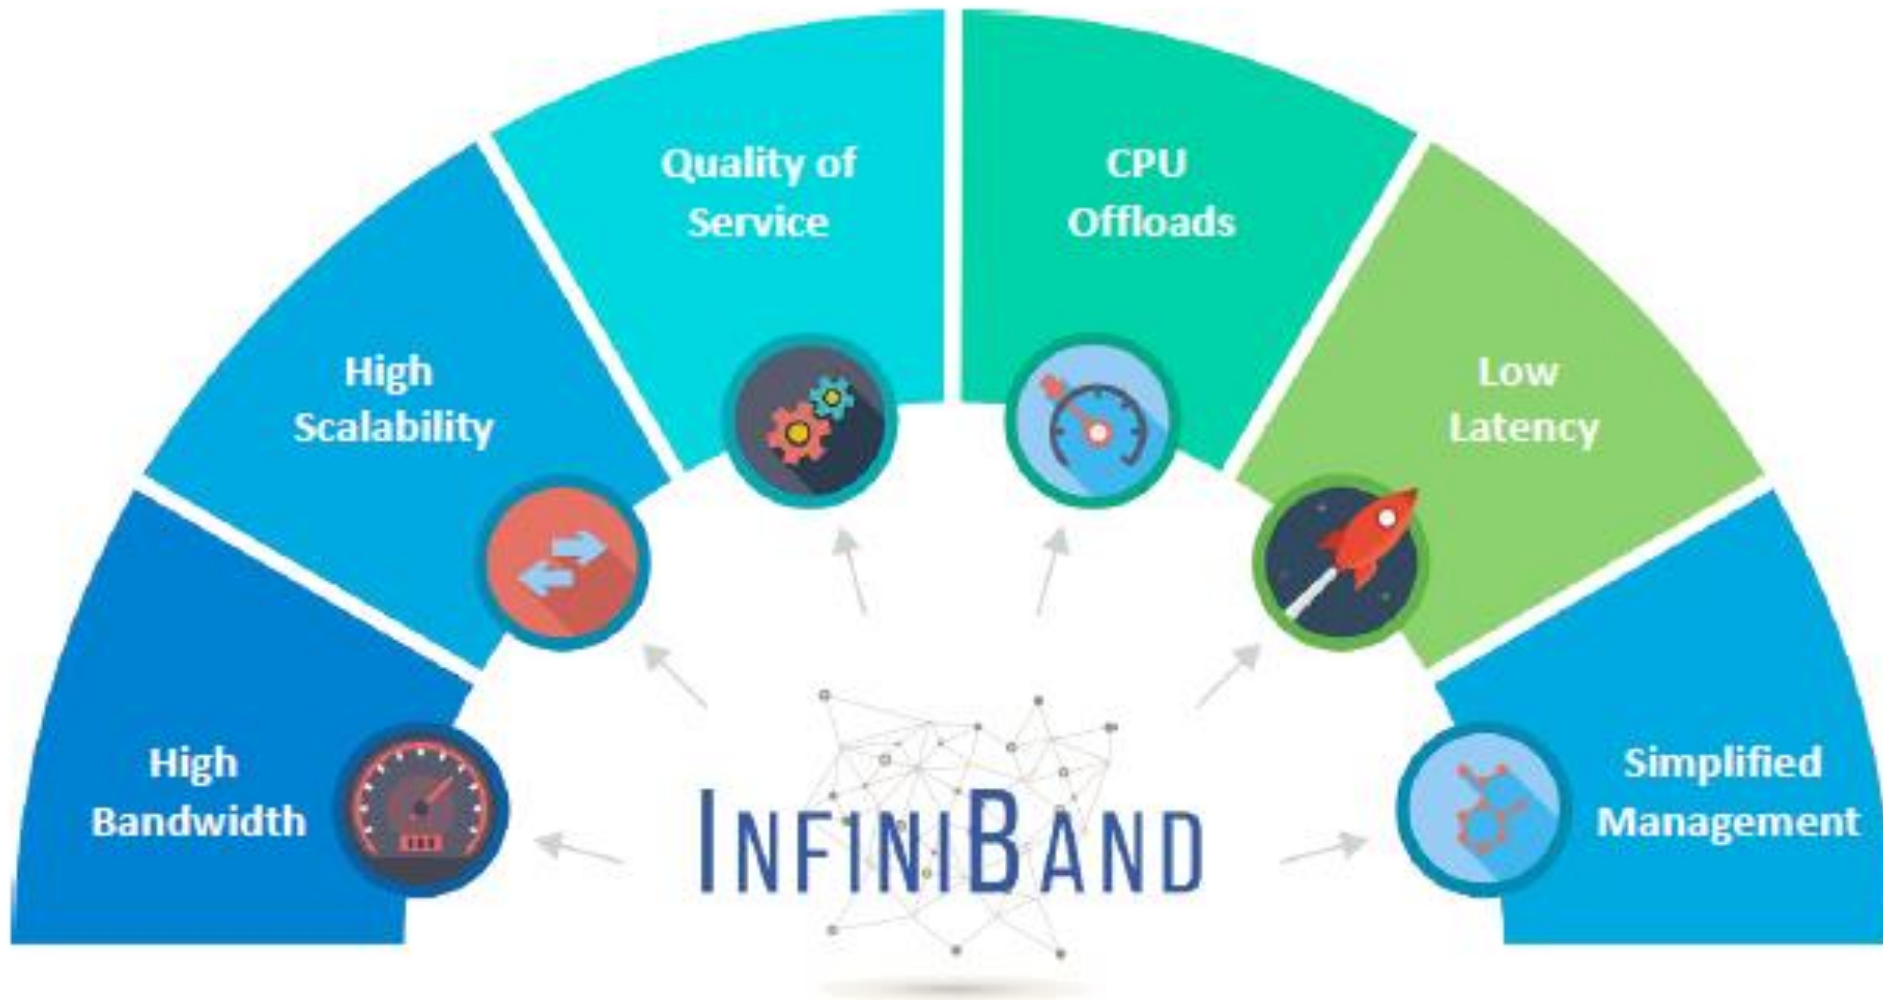 Quality of
Service
CPU
Offloads
High
Scalability
Low
Latency
High
Bandwidth
Simplified
Management
INFINIBAND